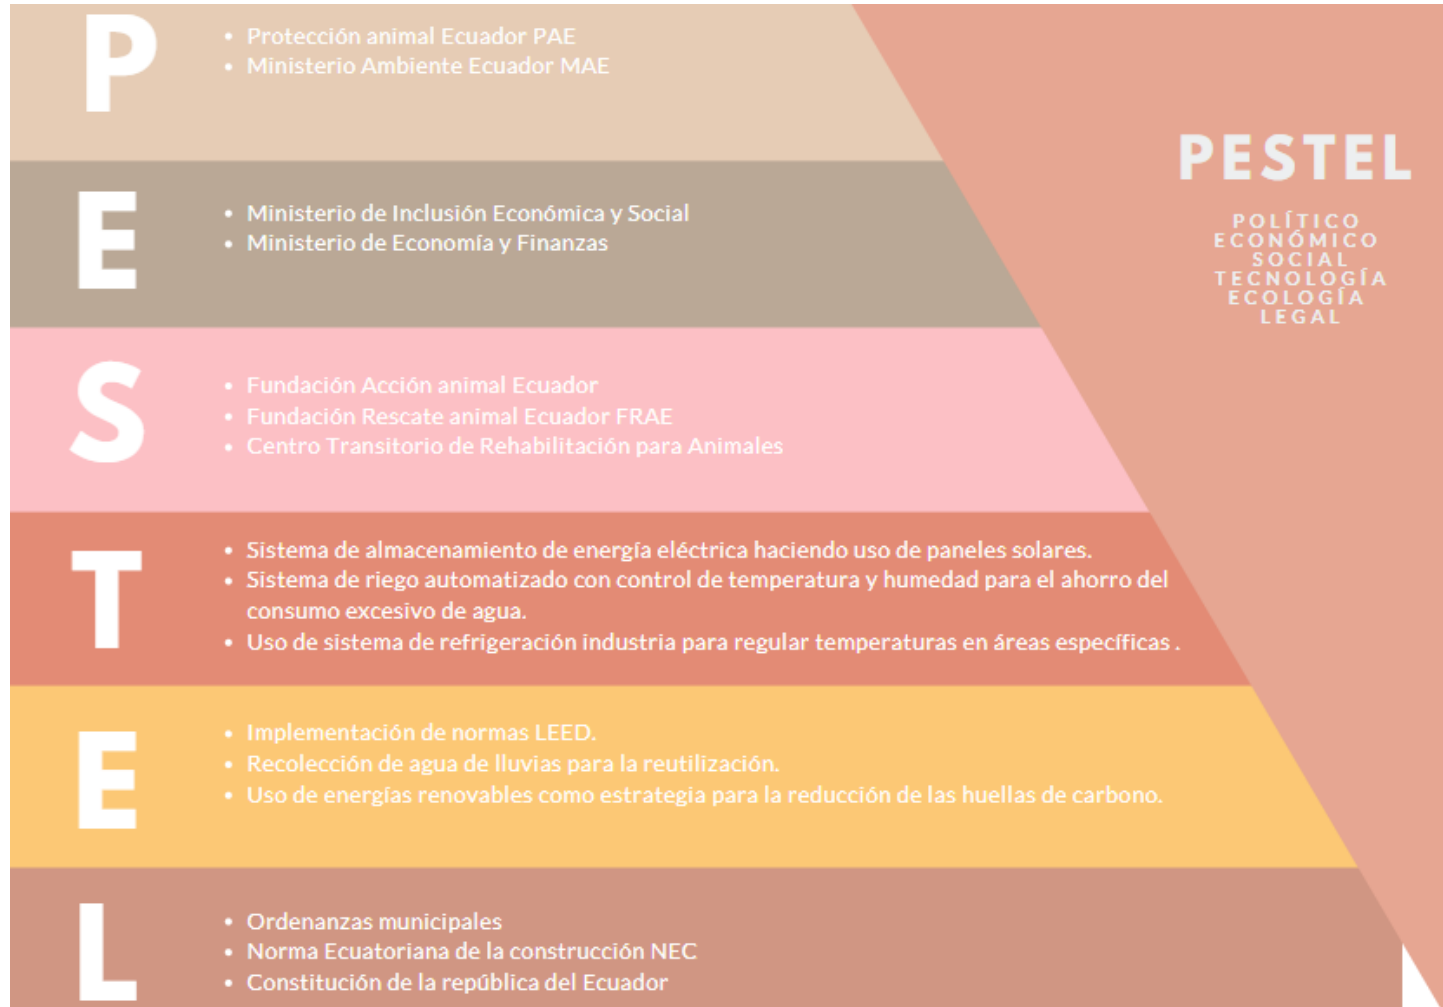 P
• Protección animal Ecuador PAE
• Ministerio Ambiente Ecuador MAE
E
• Ministerio de Inclusión Económica y Social
• Ministerio de Economía y Finanzas
S
• Fundación Acción animal Ecuador
• Fundación Rescate animal Ecuador FRAE
• Centro Transitorio de Rehabilitación para Animales
T
• Sistema de almacenamiento de energía eléctrica haciendo uso de paneles solares.
• Sistema de riego automatizado con control de temperatura y humedad para el ahorro del
consumo excesivo de agua.
• Uso de sistema de refrigeración industria para regular temperaturas en áreas específicas .
E
• Implementación de normas LEED.
• Recolección de agua de lluvias para la reutilización.
• Uso de energías renovables como estrategia para la reducción de las huellas de carbono.
L
• Ordenanzas municipales
• Norma Ecuatoriana de la construcción NEC
• Constitución de la república del Ecuador
PESTEL
POLÍTICO
ECONÓMICO
SOCIAL
TECNOLOGÍA
ECOLOGÍA
LEGAL